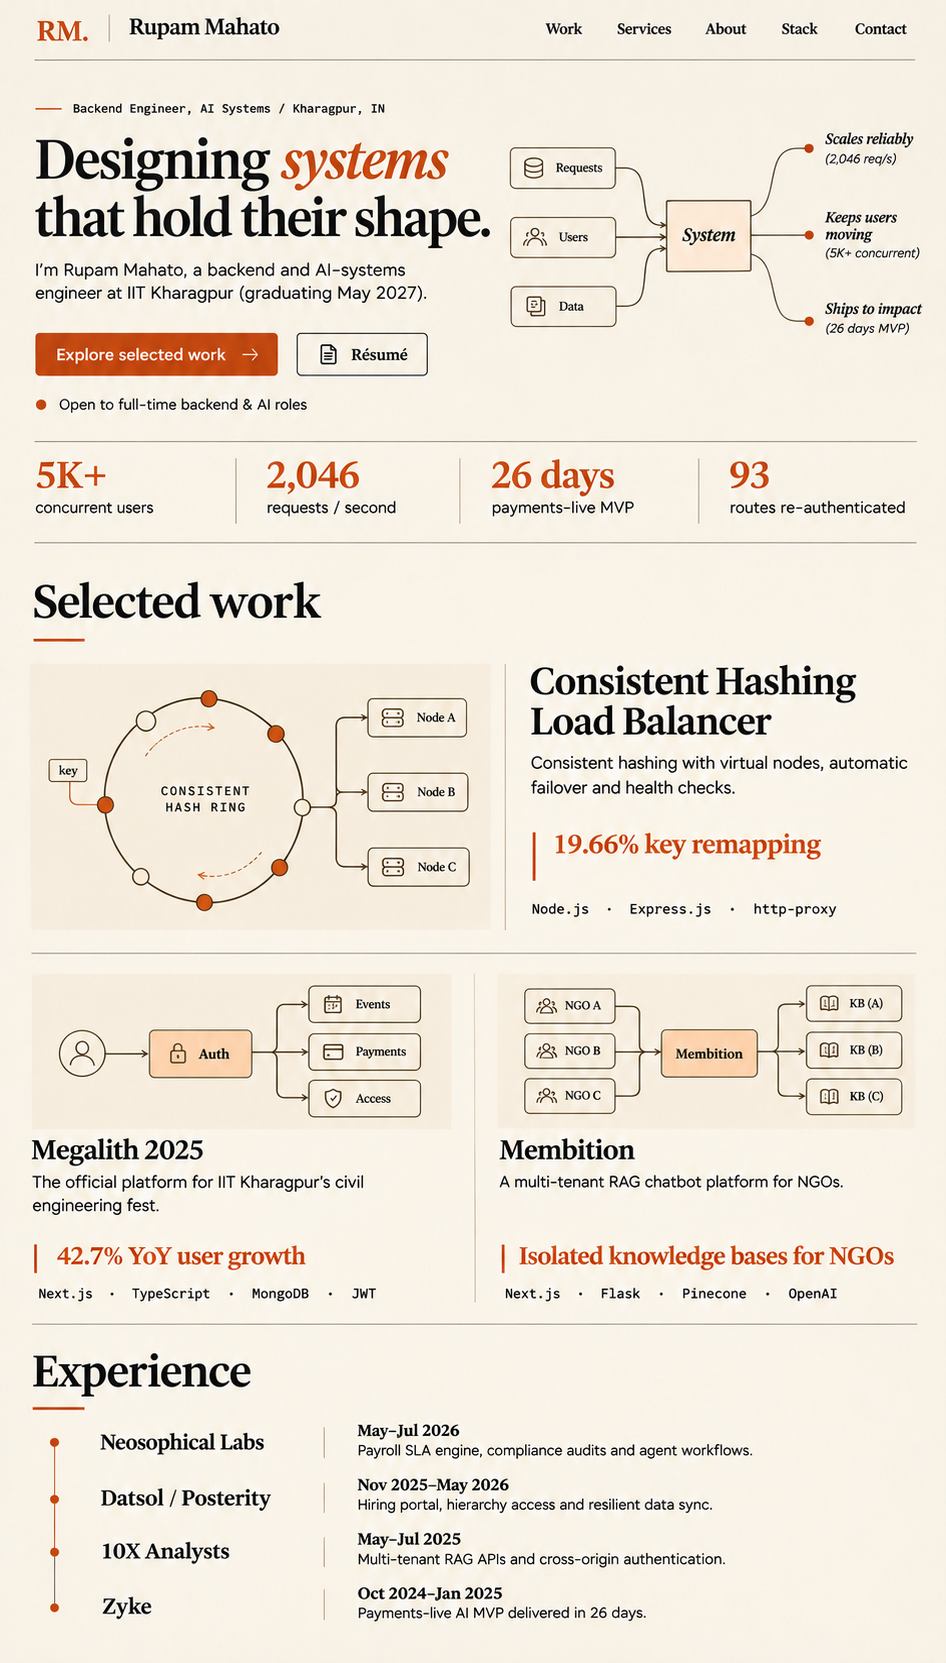 RM.
Rupam Mahato
Work
Services
About
Stack
Contact
Backend Engineer, AI Systems / Kharagpur, IN
Designing systems
that hold their shape.
I'm Rupam Mahato, a backend and AI-systems
engineer at IIT Kharagpur (graduating May 2027).
Explore selected work →
Résumé
Open to full-time backend & AI roles
Requests
Users
Data
System
Scales reliably
(2,046 req/s)
Keeps users
moving
(5K+ concurrent)
Ships to impact
(26 days MVP)
5K+
concurrent users
2,046
requests / second
26 days
payments-live MVP
93
routes re-authenticated
Selected work
key
CONSISTENT
HASH RING
Node A
Node B
Node C
Consistent Hashing
Load Balancer
Consistent hashing with virtual nodes, automatic
failover and health checks.
19.66% key remapping
Node.js · Express.js · http-proxy
Auth
Events
Payments
Access
Megalith 2025
The official platform for IIT Kharagpur's civil
engineering fest.
42.7% YoY user growth
Next.js · TypeScript · MongoDB · JWT
NGO A
NGO B
NGO C
Membition
KB (A)
KB (B)
KB (C)
Membition
A multi-tenant RAG chatbot platform for NGOs.
Isolated knowledge bases for NGOs
Next.js · Flask · Pinecone · OpenAI
Experience
Neosophical Labs
May–Jul 2026
Payroll SLA engine, compliance audits and agent workflows.
Datsol / Posterity
Nov 2025–May 2026
Hiring portal, hierarchy access and resilient data sync.
10X Analysts
May–Jul 2025
Multi-tenant RAG APIs and cross-origin authentication.
Zyke
Oct 2024–Jan 2025
Payments-live AI MVP delivered in 26 days.